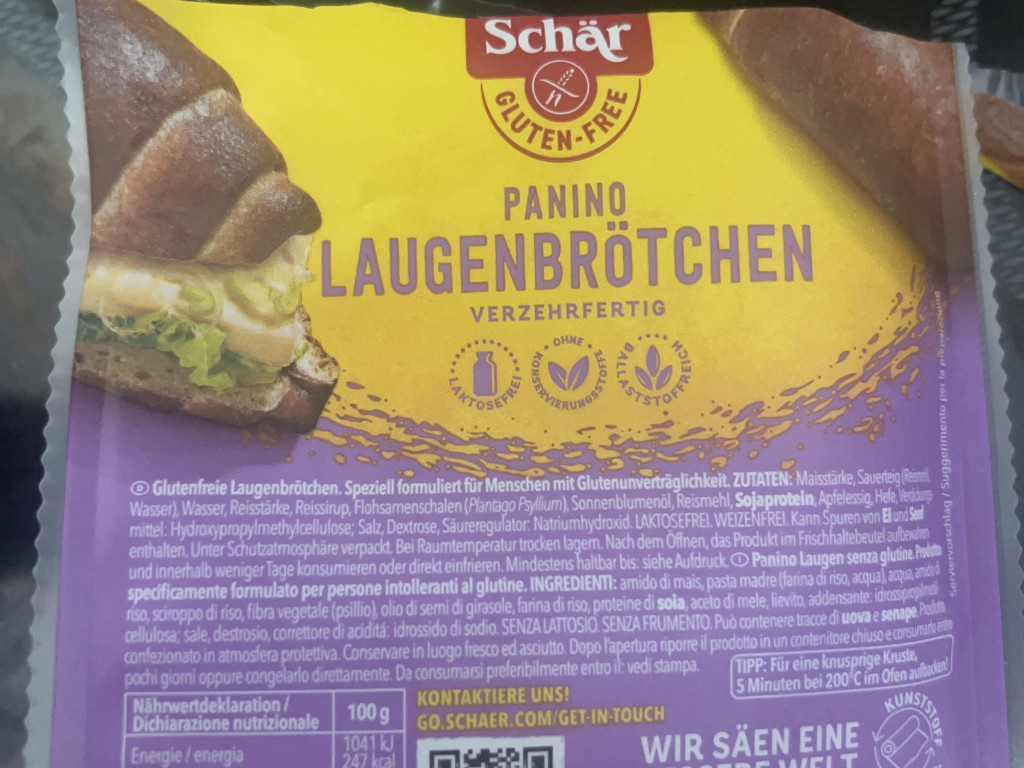 Schär
GLUTEN-FREE
PANINO
LAUGENBRÖTCHEN
VERZEHRFERTIG
LAKTOSEFREI
OHNE KONSERVIERUNGSSTOFFE
BALLASTSTOFFREICH
Serviervorschlag / Suggerimento per la preparazione
D Glutenfreie Laugenbrötchen. Speziell formuliert für Menschen mit Glutenunverträglichkeit. ZUTATEN: Maisstärke, Sauerteig (Reismehl,
Wasser), Wasser, Reisstärke, Reissirup, Flohsamenschalen (Plantago Psyllium), Sonnenblumenöl, Reismehl, Sojaprotein, Apfelessig, Hefe, Verdickungs-
mittel: Hydroxypropylmethylcellulose; Salz, Dextrose, Säureregulator: Natriumhydroxid. LAKTOSEFREI. WEIZENFREI. Kann Spuren von Ei und Senf
enthalten. Unter Schutzatmosphäre verpackt. Bei Raumtemperatur trocken lagern. Nach dem Öffnen, das Produkt im Frischhaltebeutel aufbewahren
und innerhalb weniger Tage konsumieren oder direkt einfrieren. Mindestens haltbar bis: siehe Aufdruck. I Panino Laugen senza glutine. Prodotto
specificamente formulato per persone intolleranti al glutine. INGREDIENTI: amido di mais, pasta madre (farina di riso, acqua), acqua, amido di
riso, sciroppo di riso, fibra vegetale (psillio), olio di semi di girasole, farina di riso, proteine di soia, aceto di mele, lievito, addensante: idrossipropilmetil-
cellulosa; sale, destrosio, correttore di acidità: idrossido di sodio. SENZA LATTOSIO. SENZA FRUMENTO. Può contenere tracce di uova e senape. Prodotto
confezionato in atmosfera protettiva. Conservare in luogo fresco ed asciutto. Dopo l'apertura riporre il prodotto in un contenitore chiuso e consumarlo entro
pochi giorni oppure congelarlo direttamente. Da consumarsi preferibilmente entro il: vedi stampa.
TIPP: Für eine knusprige Kruste,
5 Minuten bei 200°C im Ofen aufbacken!
Nährwertdeklaration /
Dichiarazione nutrizionale
100 g
Energie / energia
1041 kJ
247 kcal
KONTAKTIERE UNS!
GO.SCHAER.COM/GET-IN-TOUCH
WIR SÄEN EINE
BESSERE WELT
KUNSTSTOFF